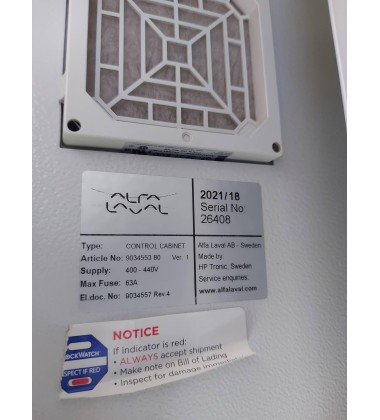 ALFA
LAVAL
2021/18
Serial No:
26408
Type: CONTROL CABINET
Article No: 9034553 80 Ver. 1
Supply: 400 - 440V
Max Fuse: 63A
El.doc. No: 9034557 Rev.4
Alfa Laval AB - Sweden
Made by:
HP Tronic, Sweden
Service enquiries:
www.alfalaval.com
NOTICE
If indicator is red:
• ALWAYS accept shipment
• Make note on Bill of Lading
• Inspect for damage
OCKWATCH
SPECT IF RED